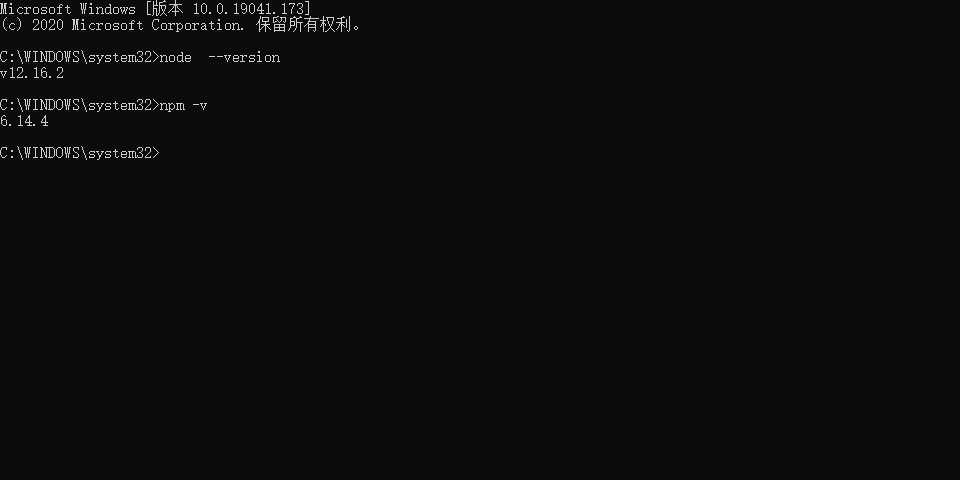 Microsoft Windows [版本 10.0.19041.173]
(c) 2020 Microsoft Corporation. 保留所有权利。
C:\WINDOWS\system32>node  --version
v12.16.2
C:\WINDOWS\system32>npm -v
6.14.4
C:\WINDOWS\system32>